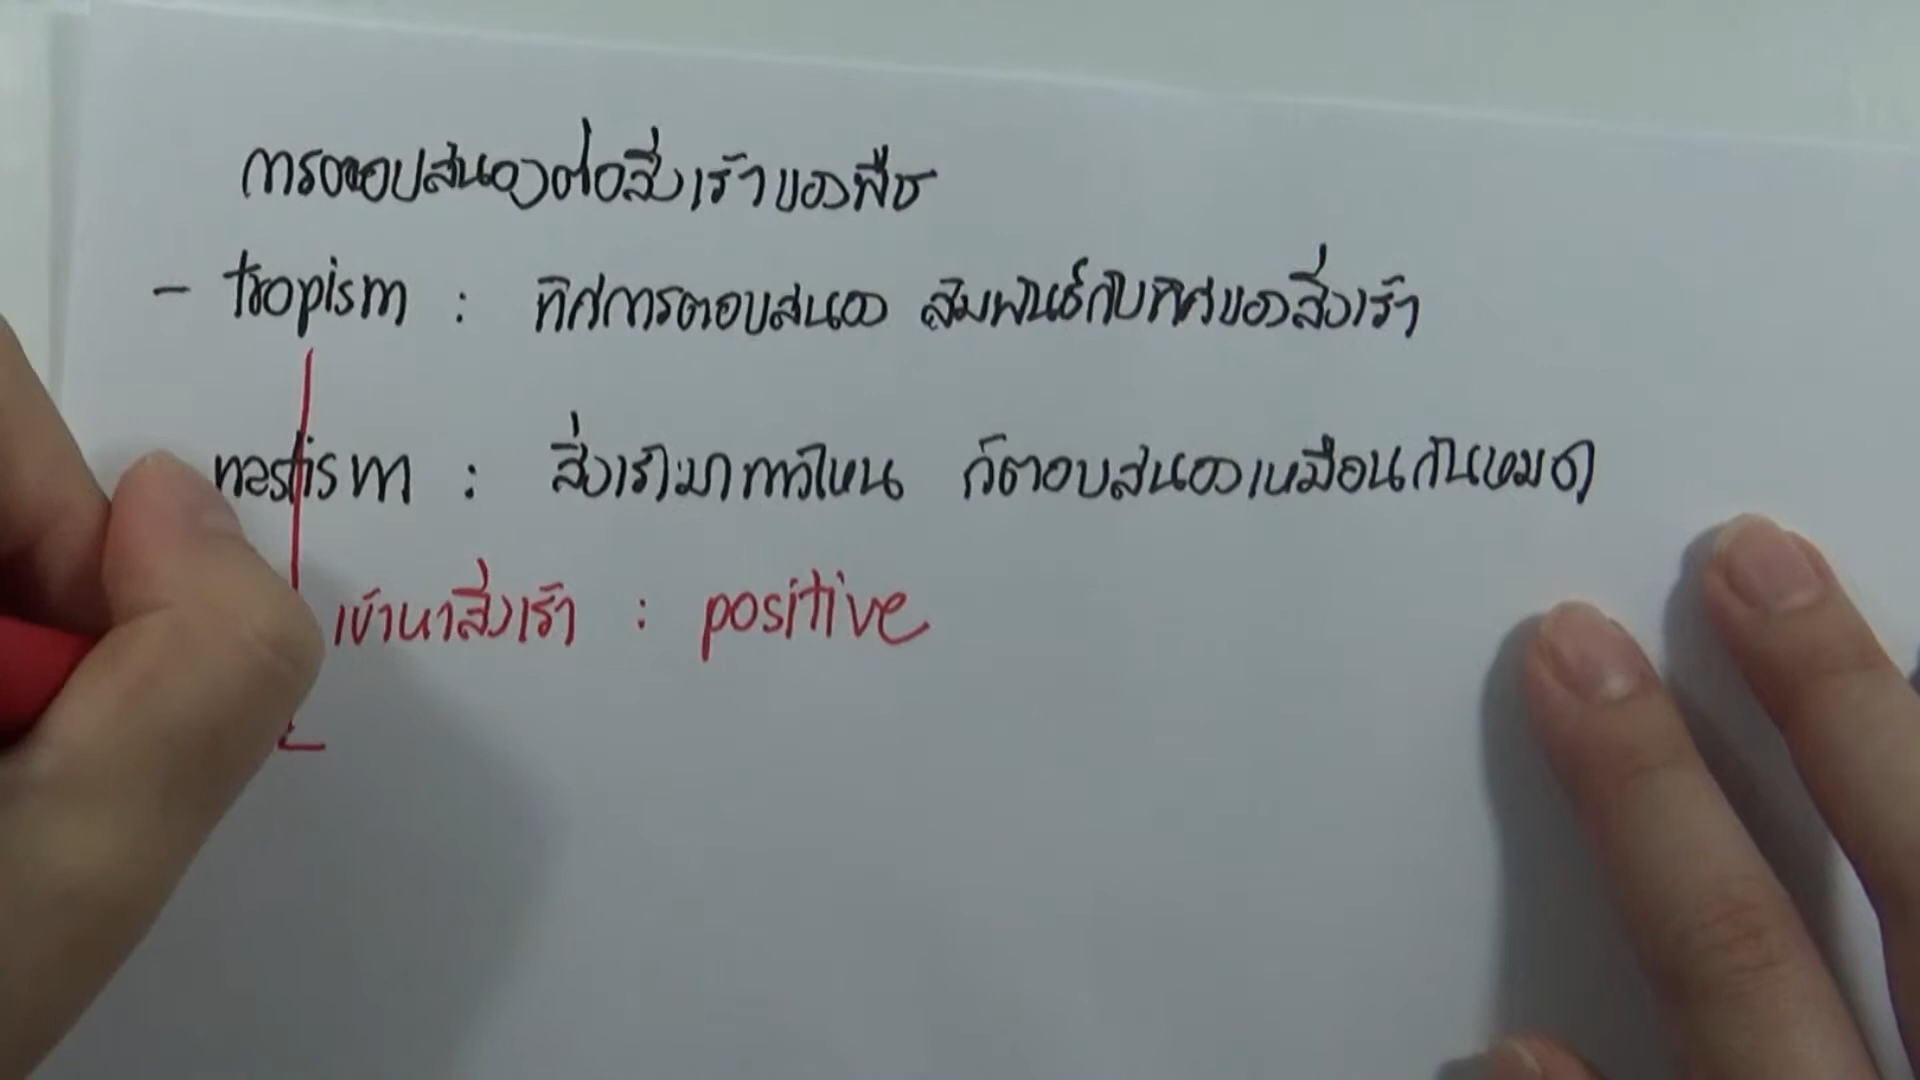 การตอบสนองต่อสิ่งเร้าของพืช
- tropism : ทิศการตอบสนอง สัมพันธ์กับทิศของสิ่งเร้า
nastism : สิ่งเร้ามาทางไหน ก็ตอบสนองเหมือนกันหมด
เข้าหาสิ่งเร้า : positive